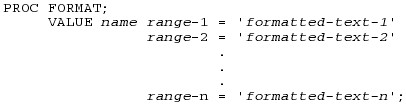 PROC FORMAT;
VALUE name range-1 = 'formatted-text-1'
range-2 = 'formatted-text-2'
.
.
.
range-n = 'formatted-text-n';